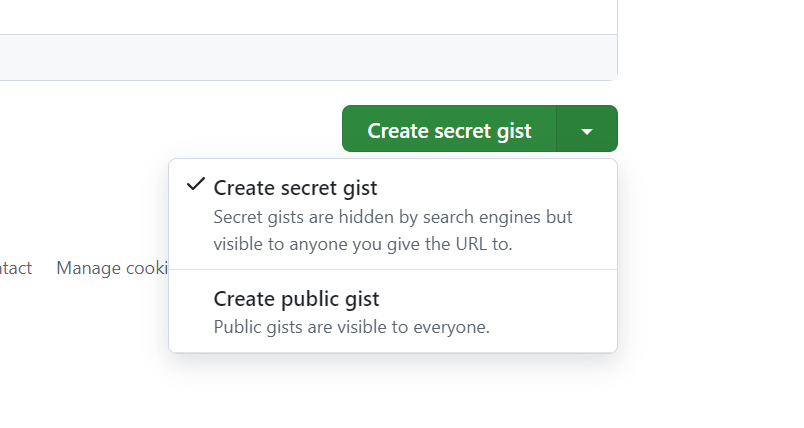 Create secret gist
Create secret gist
Secret gists are hidden by search engines but
visible to anyone you give the URL to.
ntact Manage cooki
Create public gist
Public gists are visible to everyone.